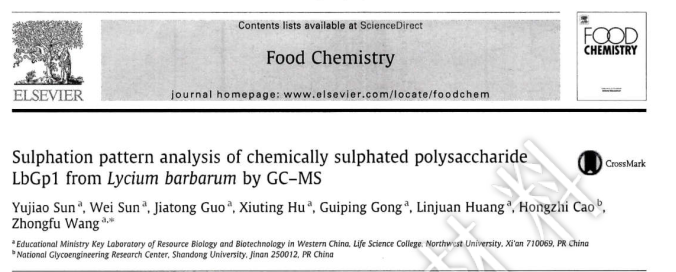 Contents lists available at ScienceDirect
Food Chemistry
journal homepage: www.elsevier.com/locate/foodchem
ELSEVIER
FOOD
CHEMISTRY
Sulphation pattern analysis of chemically sulphated polysaccharide
LbGp1 from Lycium barbarum by GC–MS
CrossMark
Yujiao Sun a, Wei Sun a, Jiatong Guo a, Xiuting Hu a, Guiping Gong a, Linjuan Huang a, Hongzhi Cao b,
Zhongfu Wang a,*
a Educational Ministry Key Laboratory of Resource Biology and Biotechnology in Western China, Life Science College, Northwest University, Xi'an 710069, PR China
b National Glycoengineering Research Center, Shandong University, Jinan 250012, PR China
料